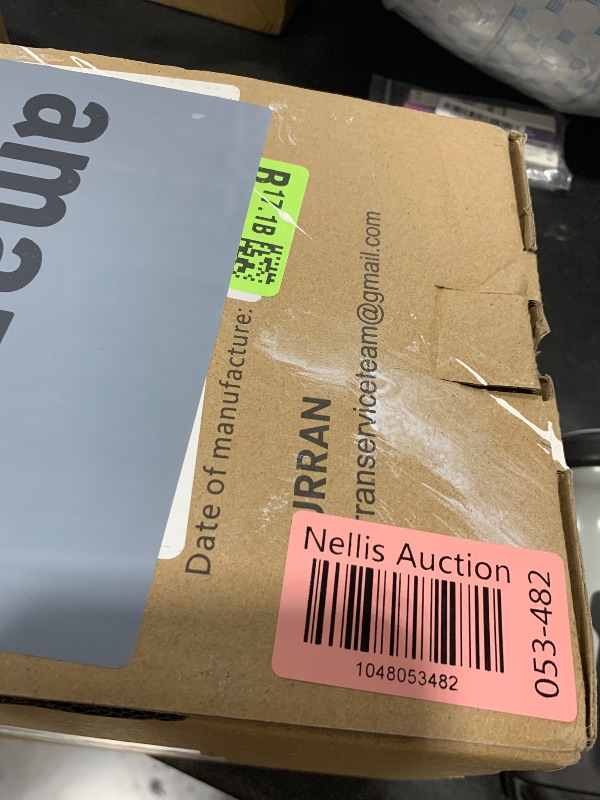 ama
R17.1B
Date of manufacture:
URRAN
ranserviceteam@gmail.com
Nellis Auction
1048053482
053-482